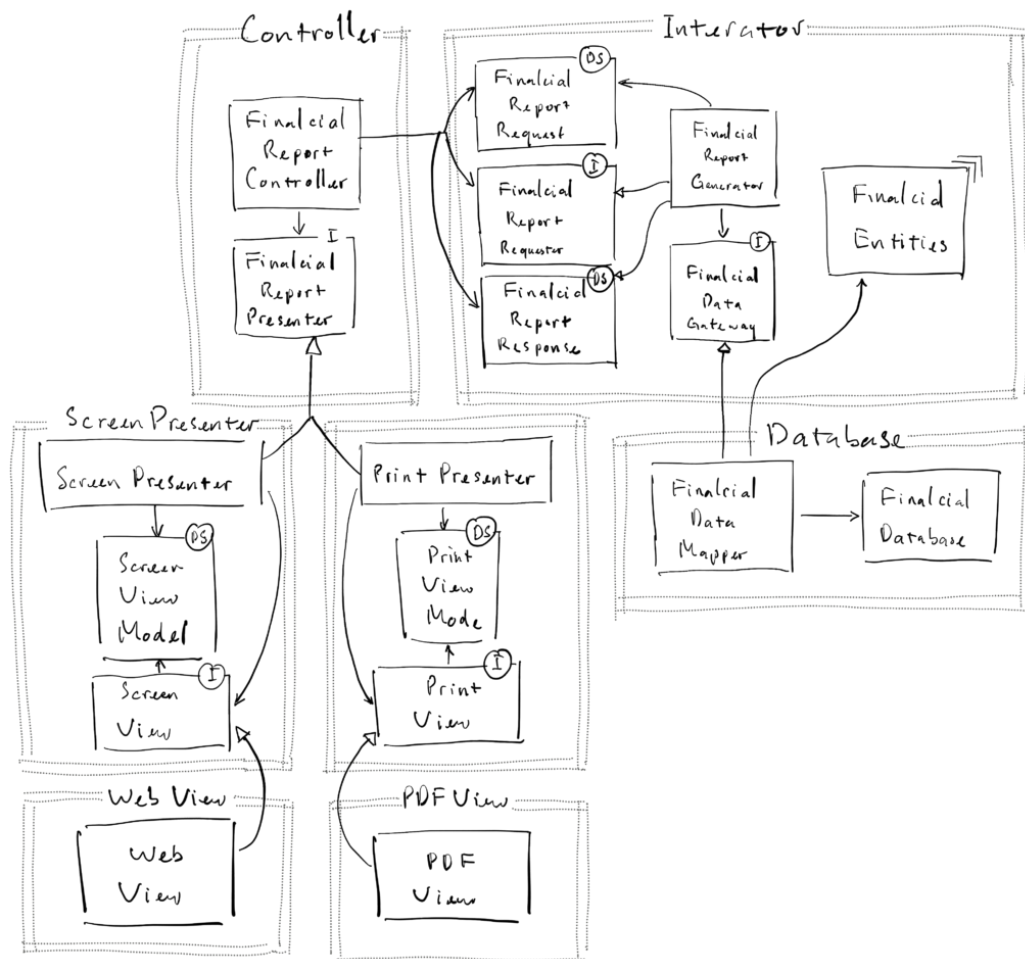 Controller
Finalcial
Report
Controller
I
Finalcial
Report
Presenter
Interator
DS
Finalcial
Report
Request
I
Finalcial
Report
Requester
DS
Finalcid
Report
Response
Finalcial
Report
Generator
I
Finalcial
Data
Gateway
Finalcid
Entities
Screen Presenter
Screen Presenter
DS
Screen
View
Model
I
Screen
View
Print Presenter
DS
Print
View
Mode
I
Print
View
Database
Finalcial
Data
Mapper
Finalcial
Database
Web View
Web
View
PDF View
PDF
View